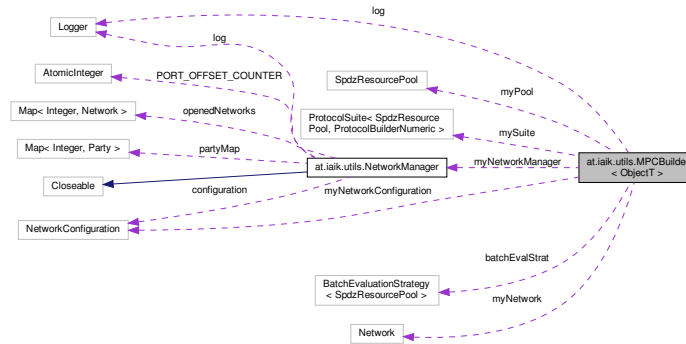 log
Logger
log
AtomicInteger
PORT_OFFSET_COUNTER
SpdzResourcePool
myPool
Map< Integer, Network >
openedNetworks
ProtocolSuite< SpdzResource
Pool, ProtocolBuilderNumeric >
mySuite
Map< Integer, Party >
partyMap
at.iaik.utils.NetworkManager
myNetworkManager
at.iaik.utils.MPCBuilde
< ObjectT >
Closeable
configuration
myNetworkConfiguration
NetworkConfiguration
batchEvalStrat
BatchEvaluationStrategy
< SpdzResourcePool >
myNetwork
Network